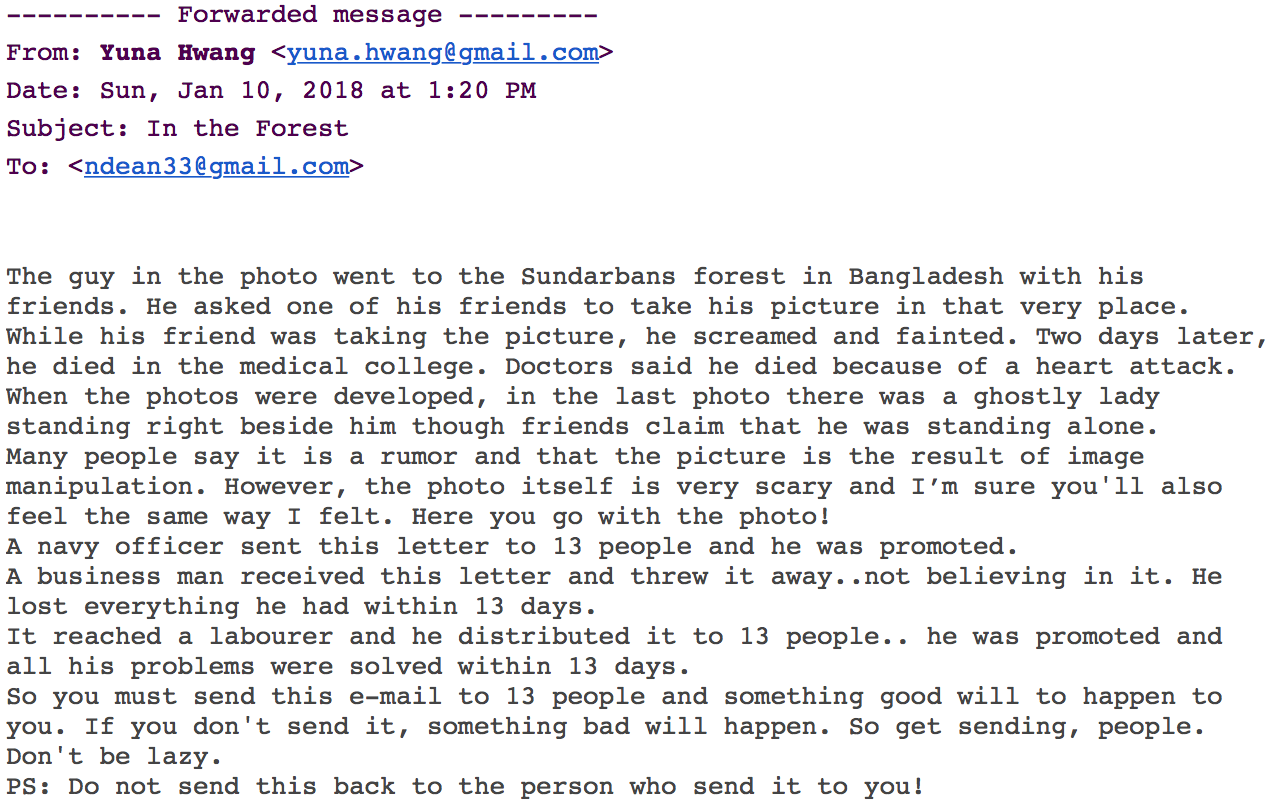 ---------- Forwarded message ---------
From: Yuna Hwang <yuna.hwang@gmail.com>
Date: Sun, Jan 10, 2018 at 1:20 PM
Subject: In the Forest
To: <ndean33@gmail.com>
The guy in the photo went to the Sundarbans forest in Bangladesh with his
friends. He asked one of his friends to take his picture in that very place.
While his friend was taking the picture, he screamed and fainted. Two days later,
he died in the medical college. Doctors said he died because of a heart attack.
When the photos were developed, in the last photo there was a ghostly lady
standing right beside him though friends claim that he was standing alone.
Many people say it is a rumor and that the picture is the result of image
manipulation. However, the photo itself is very scary and I’m sure you'll also
feel the same way I felt. Here you go with the photo!
A navy officer sent this letter to 13 people and he was promoted.
A business man received this letter and threw it away..not believing in it. He
lost everything he had within 13 days.
It reached a labourer and he distributed it to 13 people.. he was promoted and
all his problems were solved within 13 days.
So you must send this e-mail to 13 people and something good will to happen to
you. If you don't send it, something bad will happen. So get sending, people.
Don't be lazy.
PS: Do not send this back to the person who send it to you!